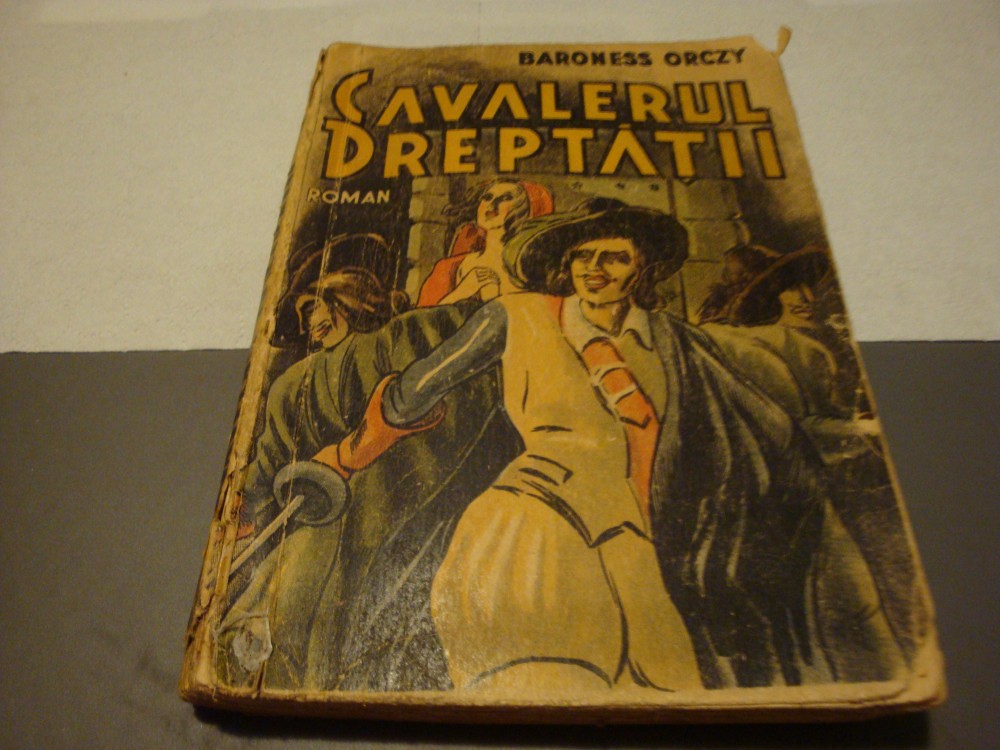 BARONESS ORCZY
CAVALERUL
DREPTĂȚII
ROMAN